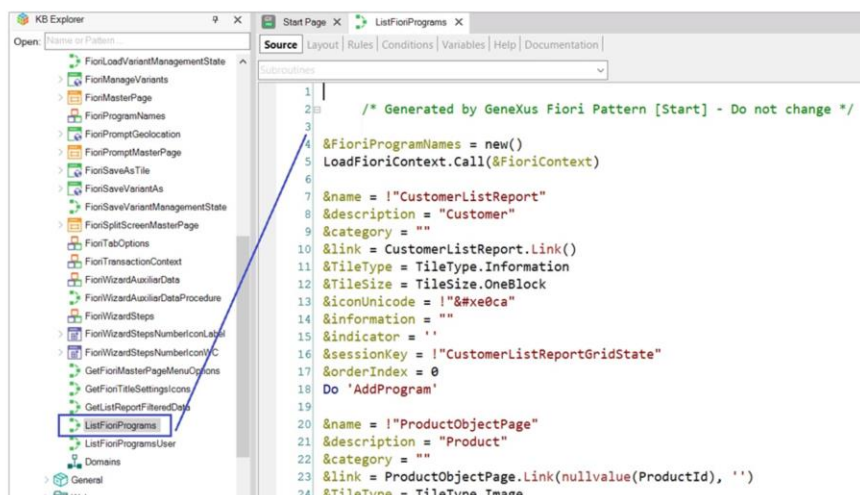 KB Explorer
Open: Name or Pattern...
FioriLoadVariantManagementState
FioriManageVariants
FioriMasterPage
FioriProgramNames
FioriPromptGeolocation
FioriPromptMasterPage
FioriSaveAsTile
FioriSaveVariantAs
FioriSaveVariantManagementState
FioriSplitScreenMasterPage
FioriTabOptions
FioriTransactionContext
FioriWizardAuxiliarData
FioriWizardAuxiliarDataProcedure
FioriWizardSteps
FioriWizardStepsNumberIconLabel
FioriWizardStepsNumberIconWC
GetFioriMasterPageMenuOptions
GetFioriTitleSettingsIcons
GetListReportFilteredData
ListFioriPrograms
ListFioriProgramsUser
Domains
General
Start Page X ListFioriPrograms X
Source Layout Rules Conditions Variables Help Documentation
Subroutines
1
2 /* Generated by GeneXus Fiori Pattern [Start] - Do not change */
3
4 &FioriProgramNames = new()
5 LoadFioriContext.Call(&FioriContext)
6
7 &name = !"CustomerListReport"
8 &description = "Customer"
9 &category = ""
10 &link = CustomerListReport.Link()
11 &TileType = TileType.Information
12 &TileSize = TileSize.OneBlock
13 &iconUnicode = !"&#xe0ca"
14 &information = ""
15 &indicator = ''
16 &sessionKey = !"CustomerListReportGridState"
17 &orderIndex = 0
18 Do 'AddProgram'
19
20 &name = !"ProductObjectPage"
21 &description = "Product"
22 &category = ""
23 &link = ProductObjectPage.Link(nullvalue(ProductId), '')
24 &TileType = TileType.Image